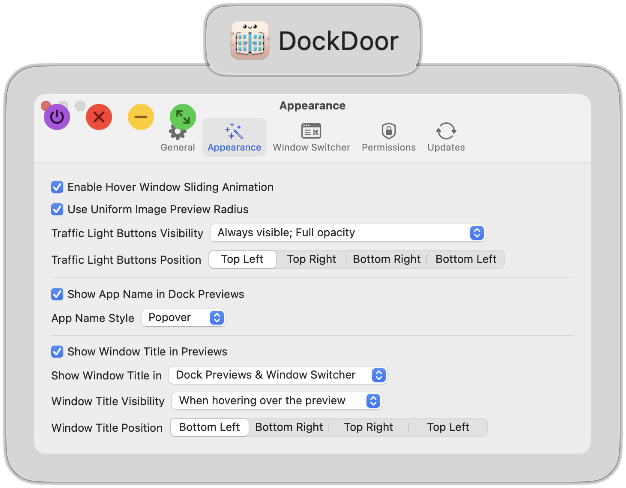 DockDoor
Appearance
General Appearance Window Switcher Permissions Updates
Enable Hover Window Sliding Animation
Use Uniform Image Preview Radius
Traffic Light Buttons Visibility Always visible; Full opacity
Traffic Light Buttons Position Top Left Top Right Bottom Right Bottom Left
Show App Name in Dock Previews
App Name Style Popover
Show Window Title in Previews
Show Window Title in Dock Previews & Window Switcher
Window Title Visibility When hovering over the preview
Window Title Position Bottom Left Bottom Right Top Right Top Left